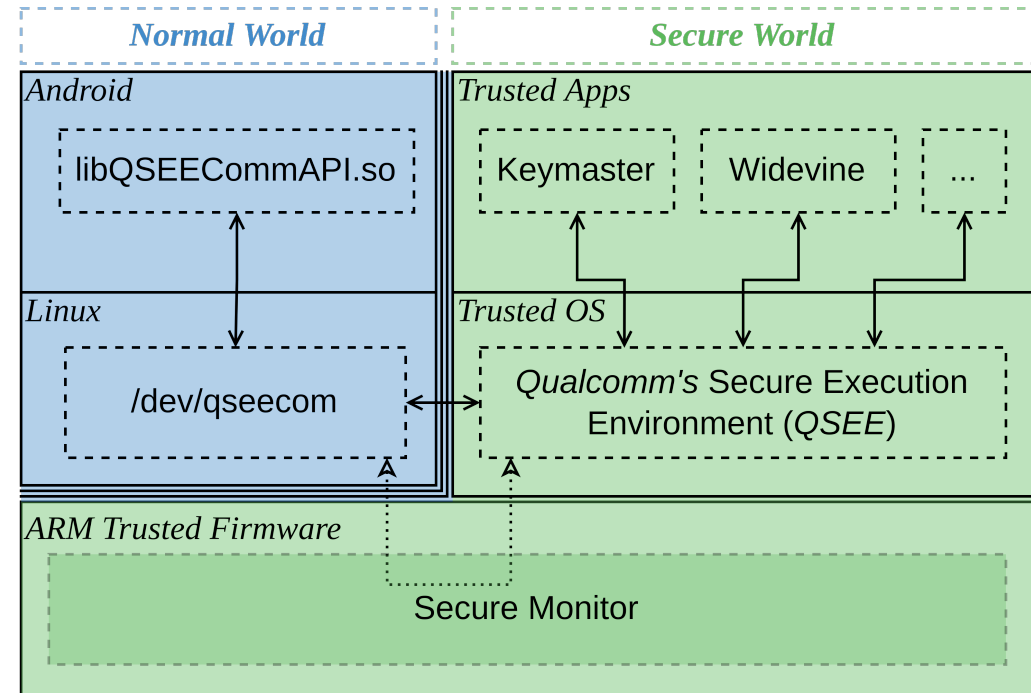 Normal World
Secure World
Android
Trusted Apps
libQSEECommAPI.so
Keymaster
Widevine
...
Linux
Trusted OS
/dev/qseecom
Qualcomm's Secure Execution
Environment (QSEE)
ARM Trusted Firmware
Secure Monitor